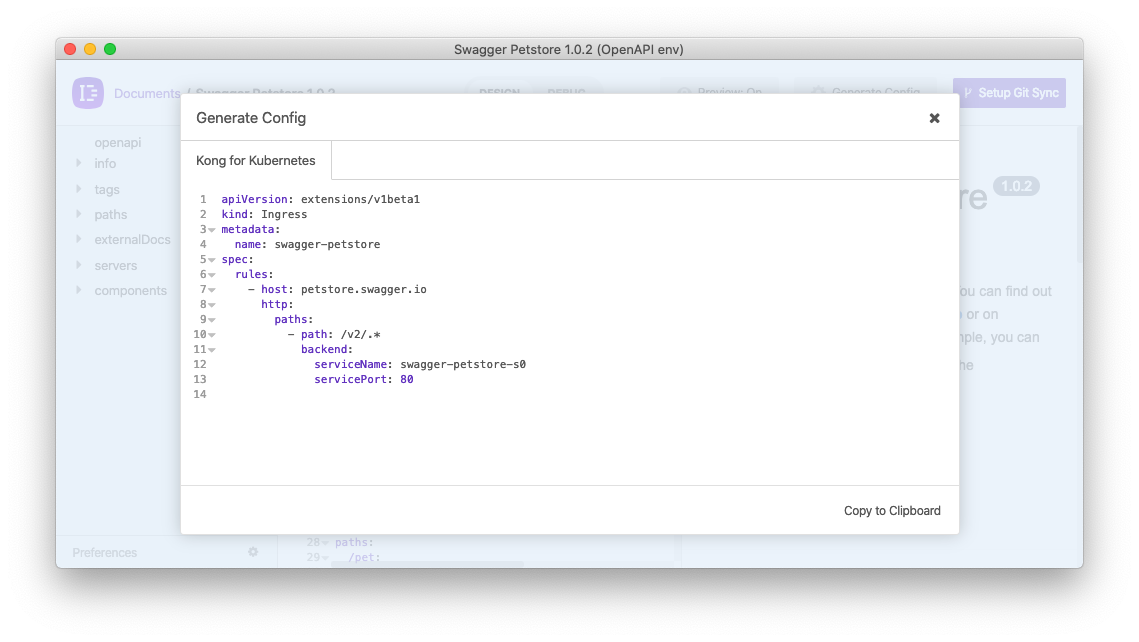 Swagger Petstore 1.0.2 (OpenAPI env)
Documents / Swagger Petstore 1.0.2
DESIGN DEBUG
Preview: On
Generate Config
Setup Git Sync
openapi
info
tags
paths
externalDocs
servers
components
Generate Config
Kong for Kubernetes
1 apiVersion: extensions/v1beta1
2 kind: Ingress
3 metadata:
4   name: swagger-petstore
5 spec:
6   rules:
7     - host: petstore.swagger.io
8       http:
9         paths:
10           - path: /v2/.*
11             backend:
12               serviceName: swagger-petstore-s0
13               servicePort: 80
14
Copy to Clipboard
1.0.2
ou can find out
or on
you can
Preferences
28 paths:
29   /pet: